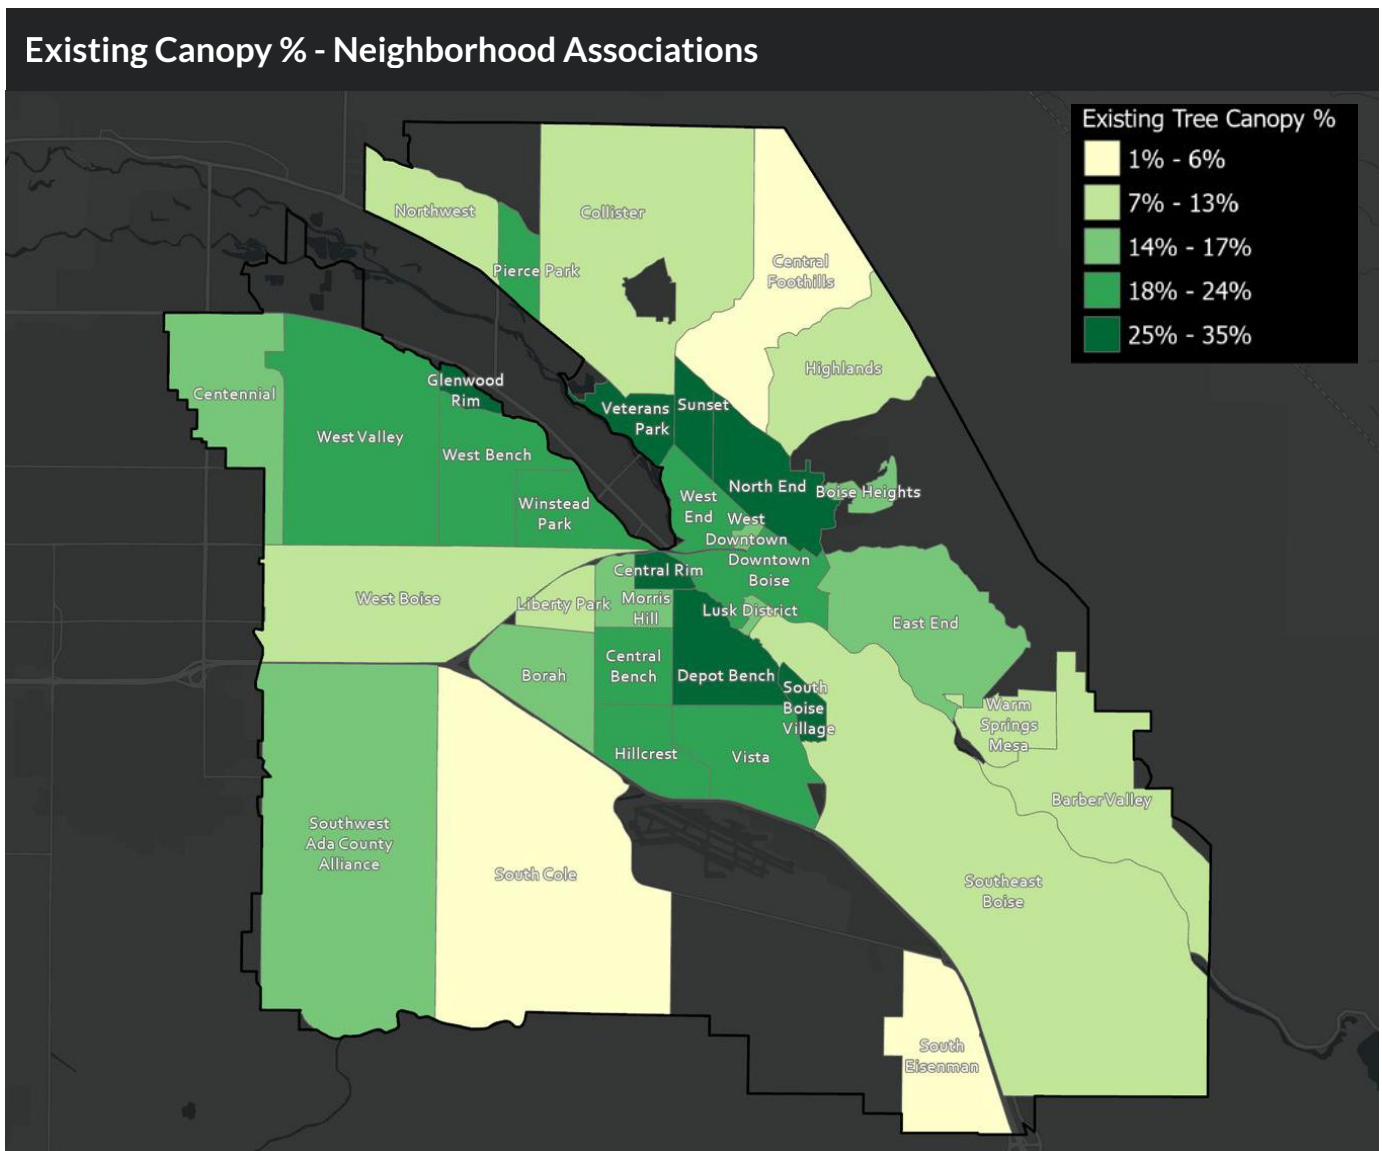 Existing Canopy % - Neighborhood Associations
Existing Tree Canopy %
1% - 6%
7% - 13%
14% - 17%
18% - 24%
25% - 35%
Northwest
Collister
Pierce Park
Central
Foothills
Highlands
Centennial
Glenwood
Rim
West Valley
West Bench
Veterans
Park
Sunset
Winstead
Park
North End
Boise Heights
West
End
West
Downtown
Downtown
Boise
Central Rim
West Boise
Liberty Park
Morris
Hill
Lusk District
East End
Borah
Central
Bench
Depot Bench
South
Boise
Village
Warm
Springs
Mesa
Hillcrest
Vista
Barber Valley
Southwest
Ada County
Alliance
South Cole
Southeast
Boise
South
Eisenman